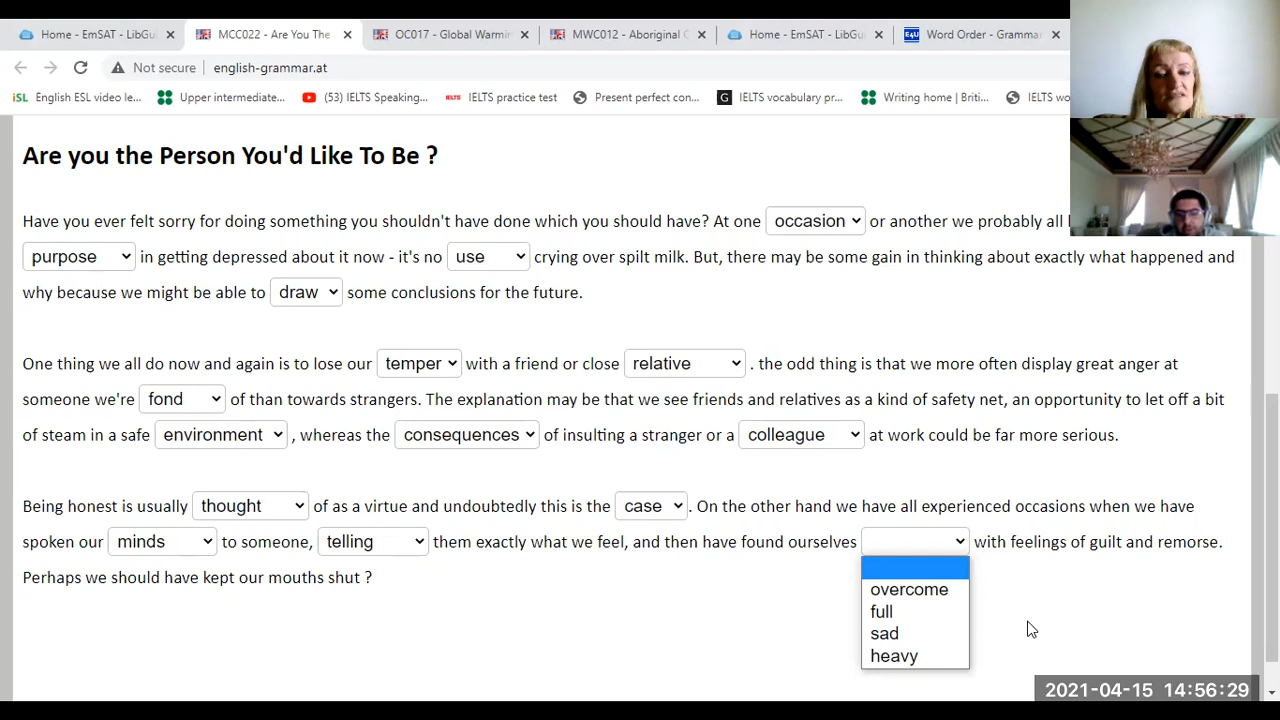 Home - EmSAT - LibGu
MCC022 - Are You The
OC017 - Global Warmin
MWC012 - Aboriginal C
Home - EmSAT - LibGu
E4U Word Order - Gramma
Not secure english-grammar.at
iSL English ESL video le... Upper intermediate... (53) IELTS Speaking... IELTS IELTS practice test Present perfect con... G IELTS vocabulary pr... Writing home | Briti... IELTS wo
Are you the Person You'd Like To Be ?
Have you ever felt sorry for doing something you shouldn't have done which you should have? At one occasion or another we probably all
purpose in getting depressed about it now - it's no use crying over spilt milk. But, there may be some gain in thinking about exactly what happened and
why because we might be able to draw some conclusions for the future.
One thing we all do now and again is to lose our temper with a friend or close relative . the odd thing is that we more often display great anger at
someone we're fond of than towards strangers. The explanation may be that we see friends and relatives as a kind of safety net, an opportunity to let off a bit
of steam in a safe environment , whereas the consequences of insulting a stranger or a colleague at work could be far more serious.
Being honest is usually thought of as a virtue and undoubtedly this is the case . On the other hand we have all experienced occasions when we have
spoken our minds to someone, telling them exactly what we feel, and then have found ourselves with feelings of guilt and remorse.
Perhaps we should have kept our mouths shut ?
overcome
full
sad
heavy
2021-04-15 14:56:29